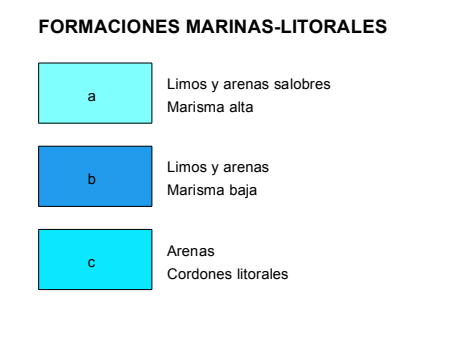 FORMACIONES MARINAS-LITORALES
a
Limos y arenas salobres
Marisma alta
b
Limos y arenas
Marisma baja
c
Arenas
Cordones litorales